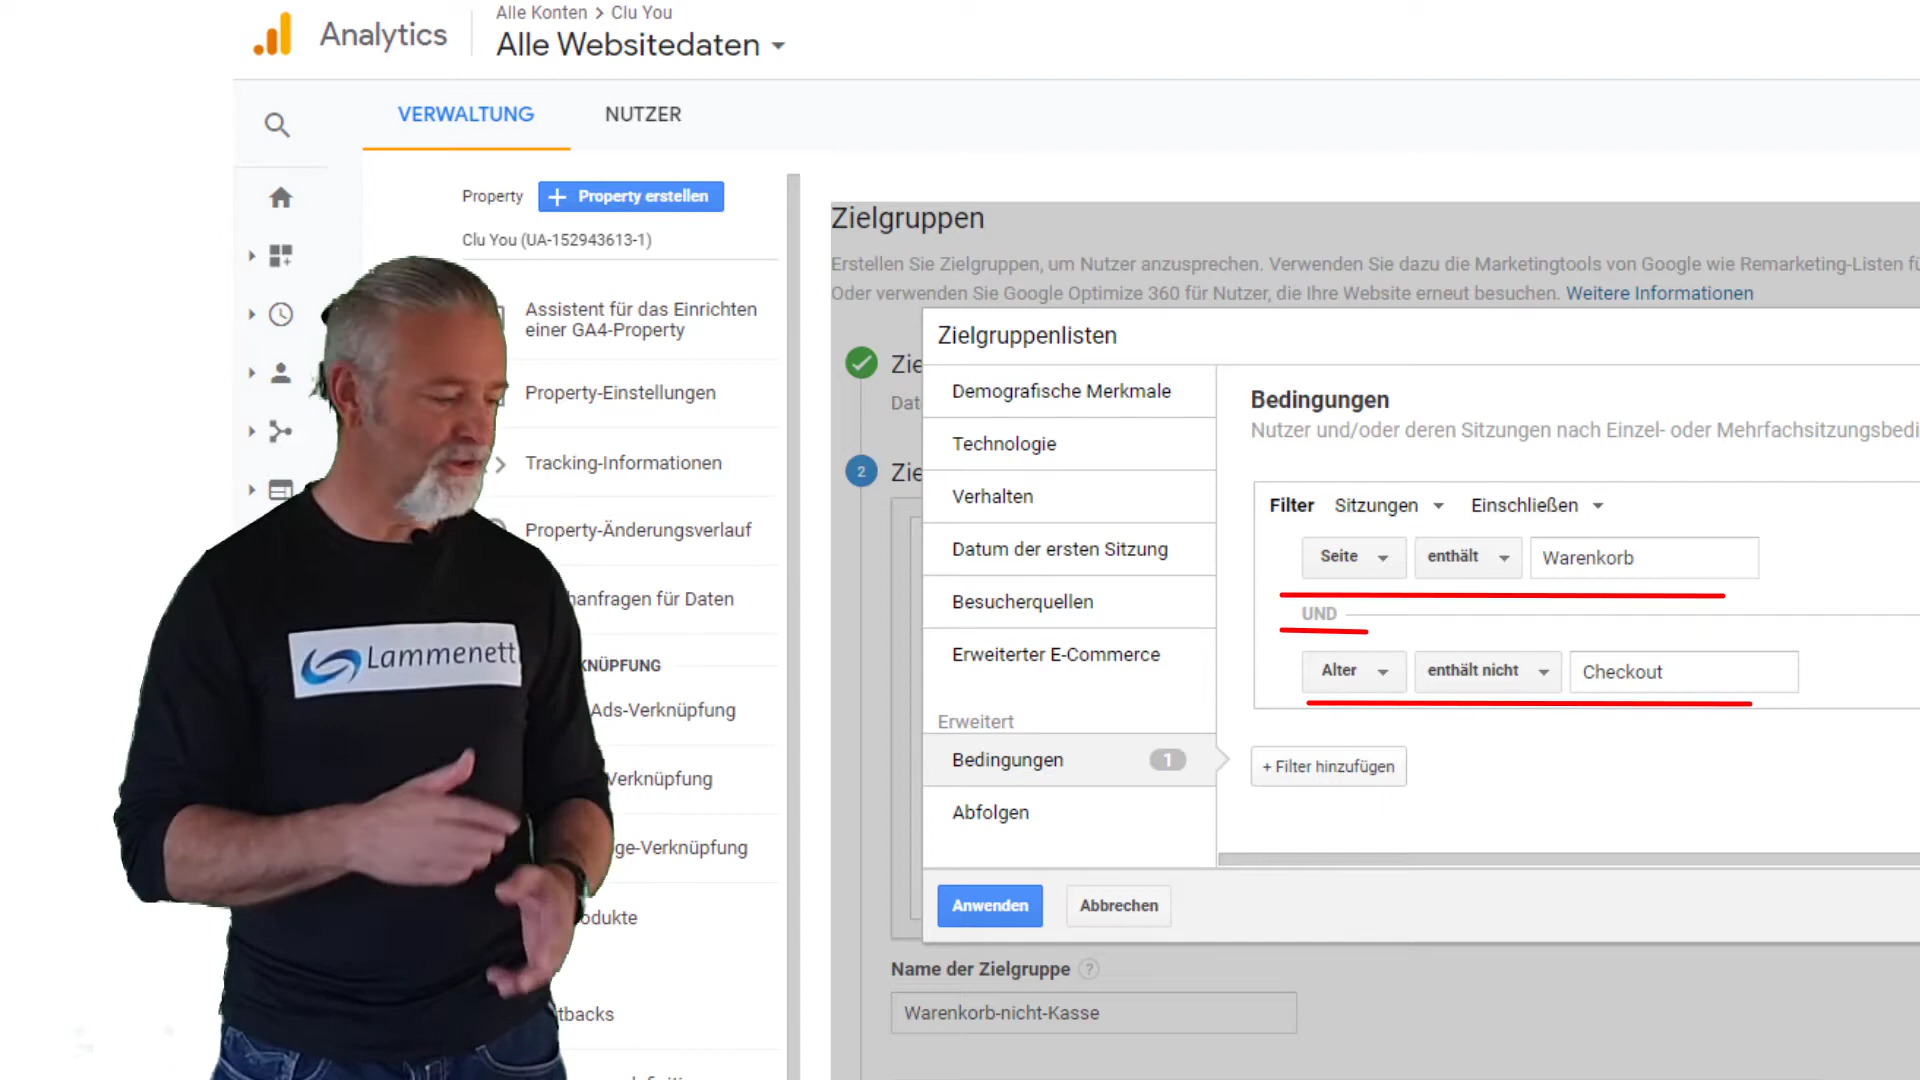 Analytics
Alle Konten > Clu You
Alle Websitedaten
VERWALTUNG
NUTZER
Property
Property erstellen
Clu You (UA-152943613-1)
Assistent für das Einrichten
einer GA4-Property
Property-Einstellungen
Tracking-Informationen
Property-Änderungsverlauf
hanfragen für Daten
KNÜPFUNG
Ads-Verknüpfung
Verknüpfung
ge-Verknüpfung
odukte
tbacks
Lammenett
Zielgruppen
Erstellen Sie Zielgruppen, um Nutzer anzusprechen. Verwenden Sie dazu die Marketingtools von Google wie Remarketing-Listen fü
Oder verwenden Sie Google Optimize 360 für Nutzer, die Ihre Website erneut besuchen. Weitere Informationen
Zie
Dat
2
Zie
Zielgruppenlisten
Demografische Merkmale
Technologie
Verhalten
Datum der ersten Sitzung
Besucherquellen
Erweiterter E-Commerce
Erweitert
Bedingungen 1
Abfolgen
Bedingungen
Nutzer und/oder deren Sitzungen nach Einzel- oder Mehrfachsitzungsbedi
Filter Sitzungen Einschließen
Seite enthält Warenkorb
UND
Alter enthält nicht Checkout
+ Filter hinzufügen
Anwenden
Abbrechen
Name der Zielgruppe ?
Warenkorb-nicht-Kasse